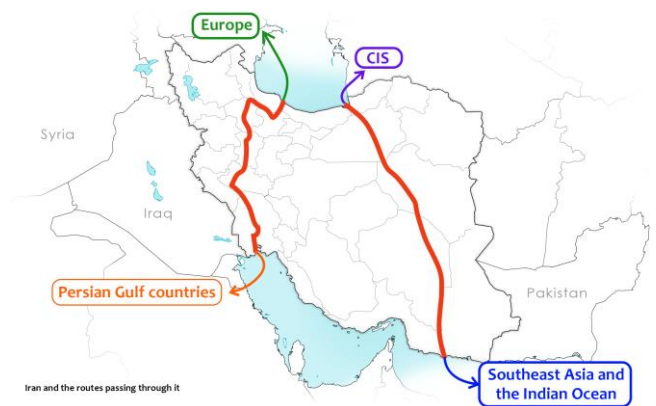 Europe
CIS
Syria
Iraq
Persian Gulf countries
Pakistan
Southeast Asia and
the Indian Ocean
Iran and the routes passing through it